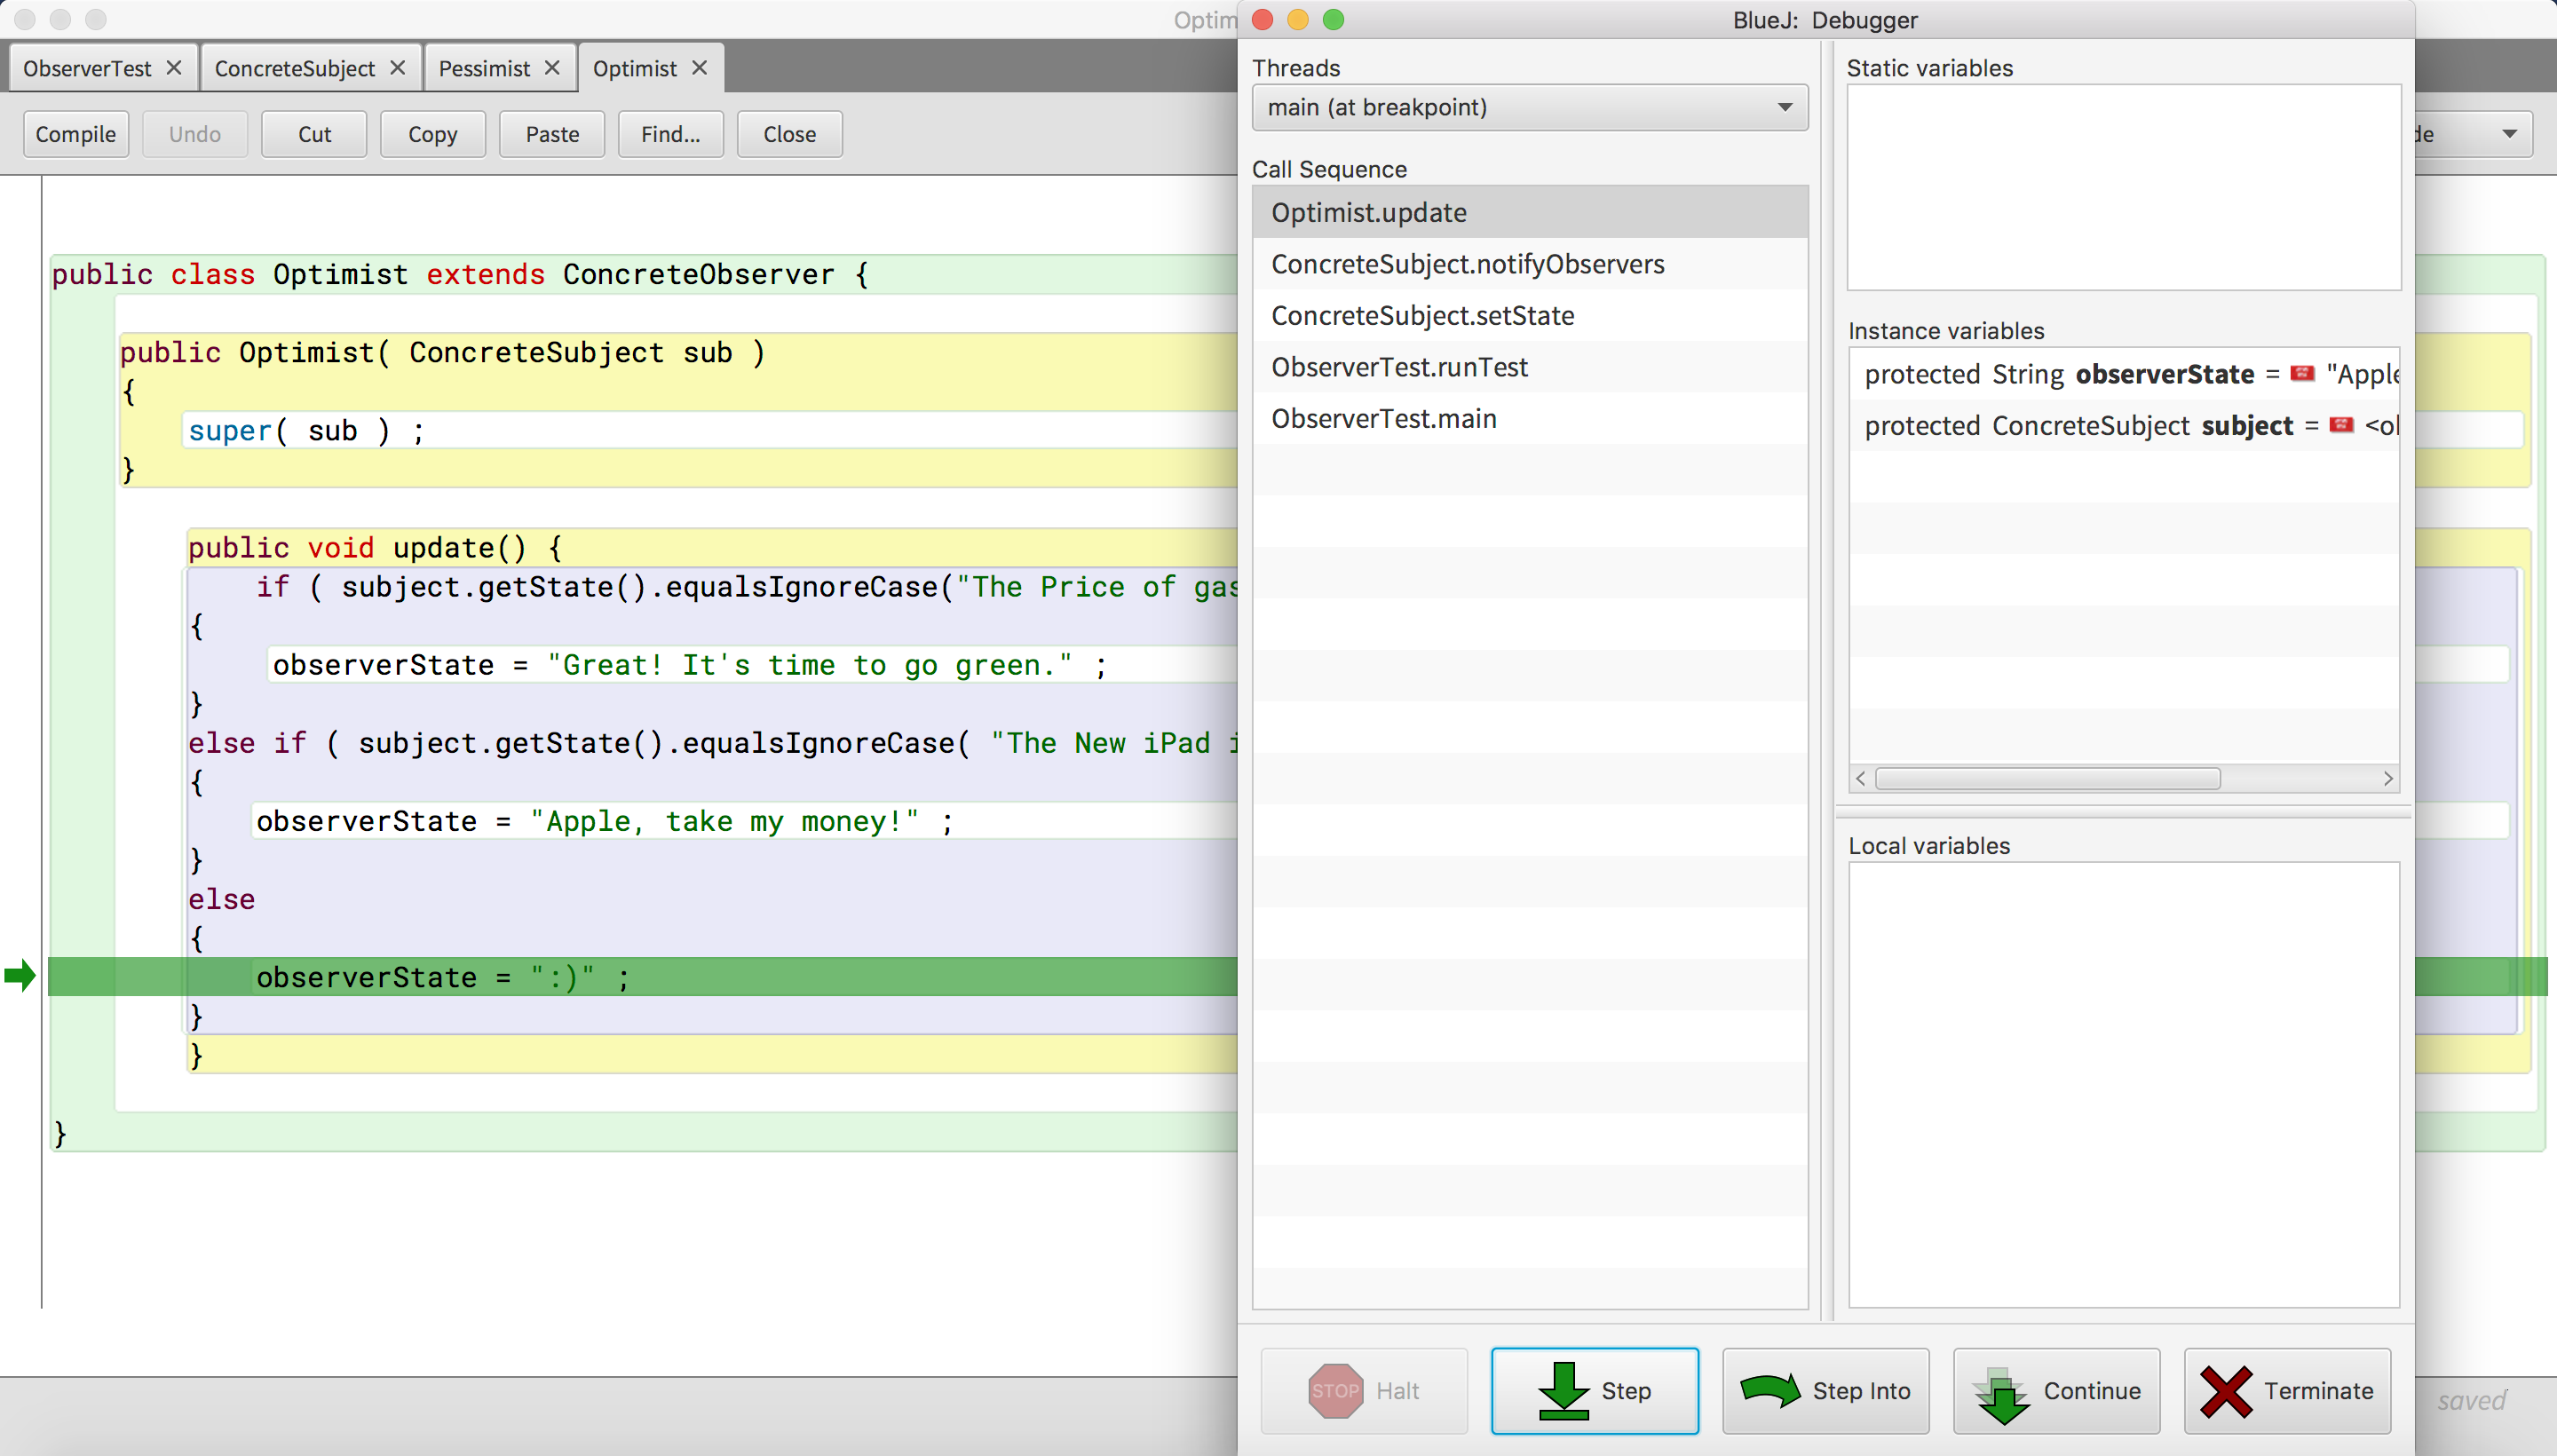 Optim
ObserverTest
ConcreteSubject
Pessimist
Optimist
Compile
Undo
Cut
Copy
Paste
Find...
Close
de
public class Optimist extends ConcreteObserver {
public Optimist( ConcreteSubject sub )
{
super( sub ) ;
}
public void update() {
if ( subject.getState().equalsIgnoreCase("The Price of gas
{
observerState = "Great! It's time to go green." ;
}
else if ( subject.getState().equalsIgnoreCase( "The New iPad i
{
observerState = "Apple, take my money!" ;
}
else
{
observerState = ":)" ;
}
}
}
saved
BlueJ: Debugger
Threads
main (at breakpoint)
Call Sequence
Optimist.update
ConcreteSubject.notifyObservers
ConcreteSubject.setState
ObserverTest.runTest
ObserverTest.main
Static variables
Instance variables
protected String observerState = "Apple
protected ConcreteSubject subject = <ol
Local variables
STOP Halt
Step
Step Into
Continue
Terminate